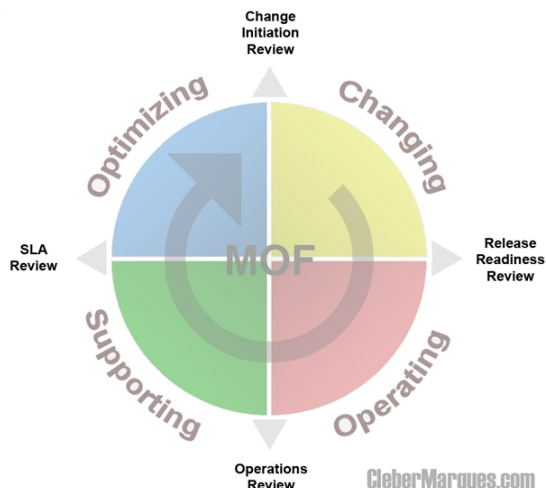 Change
Initiation
Review
Optimizing
Changing
MOF
SLA
Review
Release
Readiness
Review
Supporting
Operating
Operations
Review
CleberMarques.com